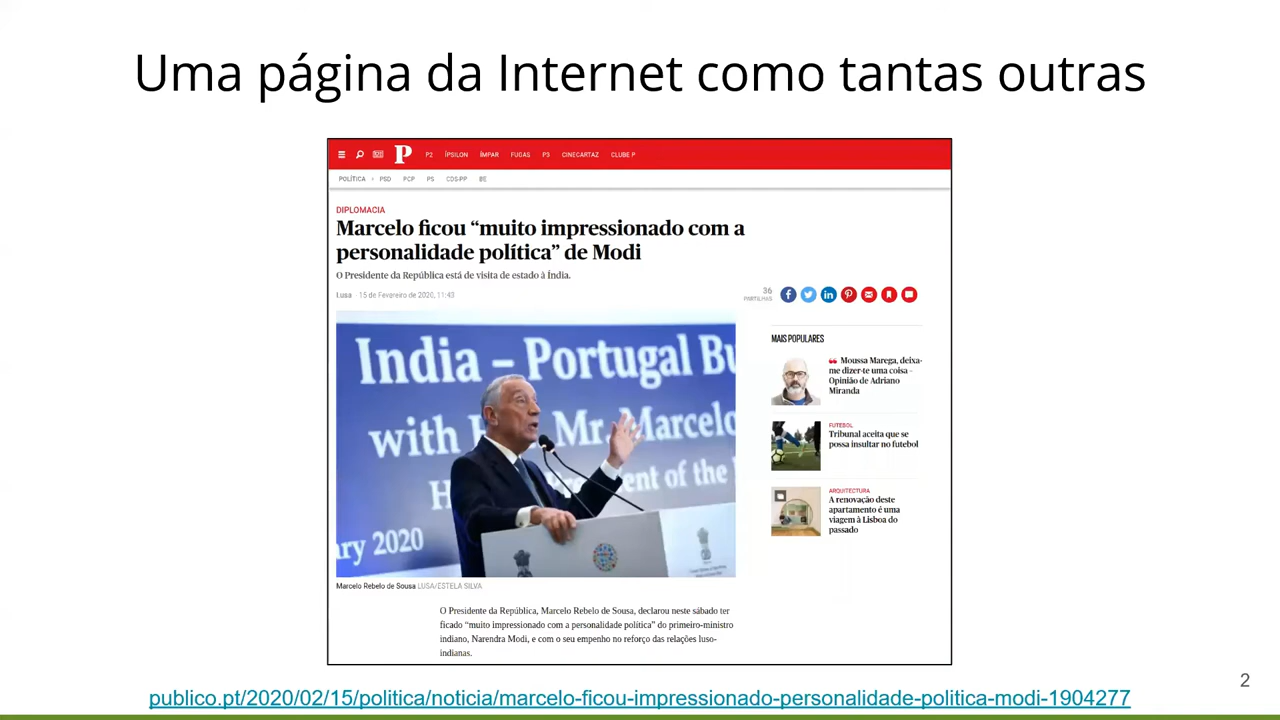 Uma página da Internet como tantas outras
P
P2 ÍPSILON ÍMPAR FUGAS P3 CINECARTAZ CLUBE P
POLÍTICA › PSD PCP PS CDS-PP BE
DIPLOMACIA
Marcelo ficou “muito impressionado com a
personalidade política” de Modi
O Presidente da República está de visita de estado à Índia.
Lusa · 15 de Fevereiro de 2020, 11:43
36
PARTILHAS
India – Portugal Bu
with H Mr. Marcelo
H President of the
ry 2020
Marcelo Rebelo de Sousa LUSA/ESTELA SILVA
O Presidente da República, Marcelo Rebelo de Sousa, declarou neste sábado ter
ficado “muito impressionado com a personalidade política” do primeiro-ministro
indiano, Narendra Modi, e com o seu empenho no reforço das relações luso-
indianas.
MAIS POPULARES
Moussa Marega, deixa-
me dizer-te uma coisa –
Opinião de Adriano
Miranda
FUTEBOL
Tribunal aceita que se
possa insultar no futebol
ARQUITECTURA
A renovação deste
apartamento é uma
viagem à Lisboa do
passado
2
publico.pt/2020/02/15/politica/noticia/marcelo-ficou-impressionado-personalidade-politica-modi-1904277